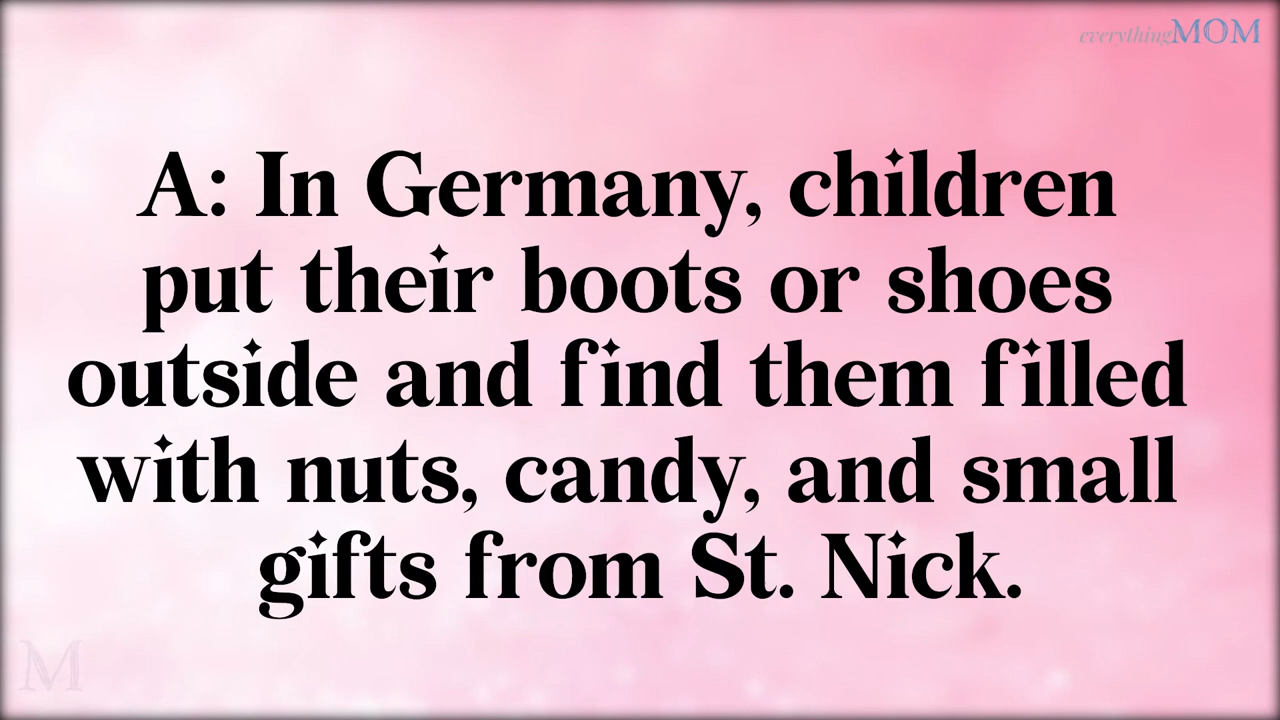 everythingMOM
A: In Germany, children
put their boots or shoes
outside and find them filled
with nuts, candy, and small
gifts from St. Nick.
M